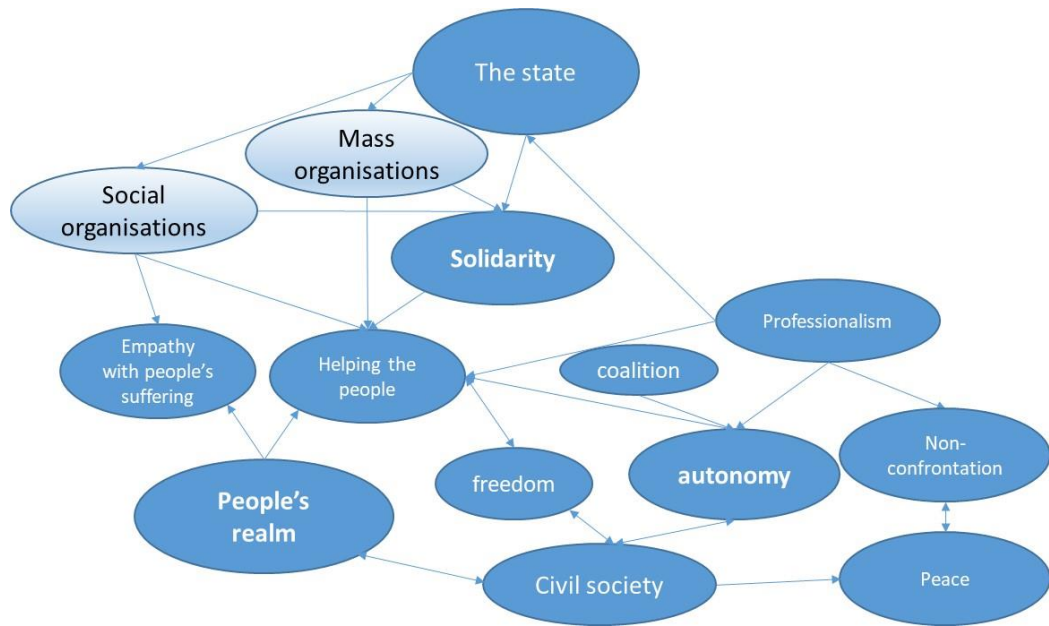 The state
Mass
organisations
Social
organisations
Solidarity
Professionalism
Empathy
with people's
suffering
Helping the
people
coalition
Non-
confrontation
autonomy
freedom
People's
realm
Civil society
Peace